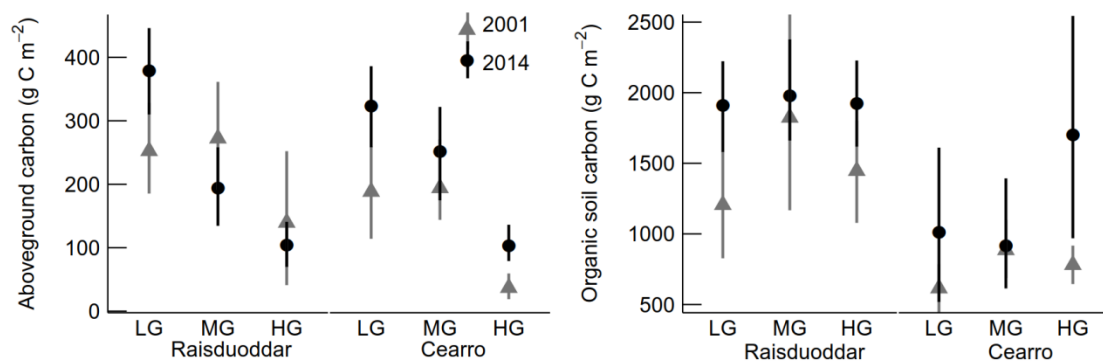 Aboveground carbon (g C m⁻²)
400
300
200
100
0
2001
2014
LG MG HG LG MG HG
Raisduoddar Cearro
Organic soil carbon (g C m⁻²)
2500
2000
1500
1000
500
LG MG HG LG MG HG
Raisduoddar Cearro